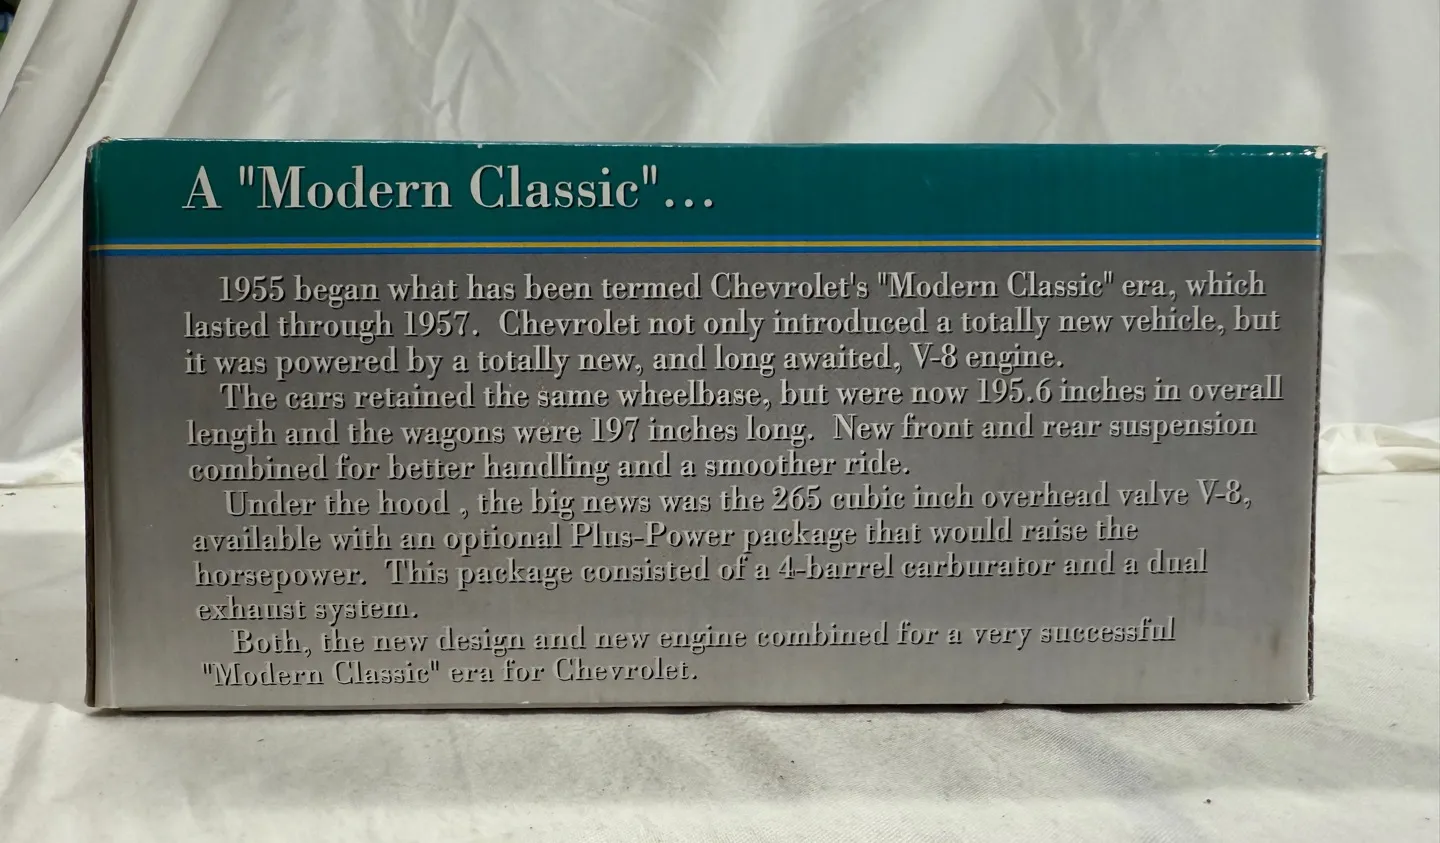 A "Modern Classic"...
1955 began what has been termed Chevrolet's "Modern Classic" era, which
lasted through 1957. Chevrolet not only introduced a totally new vehicle, but
it was powered by a totally new, and long awaited, V-8 engine.
The cars retained the same wheelbase, but were now 195.6 inches in overall
length and the wagons were 197 inches long. New front and rear suspension
combined for better handling and a smoother ride.
Under the hood , the big news was the 265 cubic inch overhead valve V-8,
available with an optional Plus-Power package that would raise the
horsepower. This package consisted of a 4-barrel carburator and a dual
exhaust system.
Both, the new design and new engine combined for a very successful
"Modern Classic" era for Chevrolet.